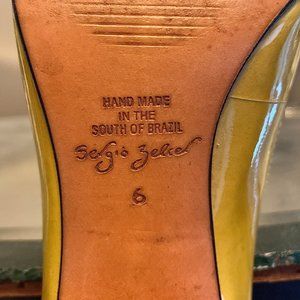 HAND MADE
IN THE
SOUTH OF BRAZIL
Sergio Zelcer
6